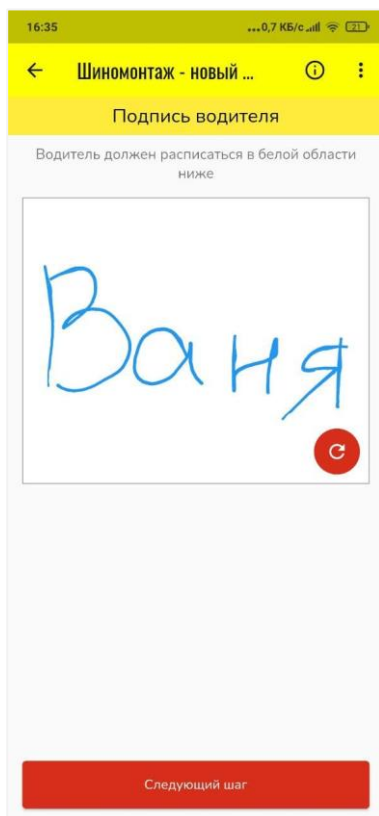 16:35 ...0,7 КБ/с 21
Шиномонтаж - новый ...
Подпись водителя
Водитель должен расписаться в белой области
ниже
Ваня
Следующий шаг